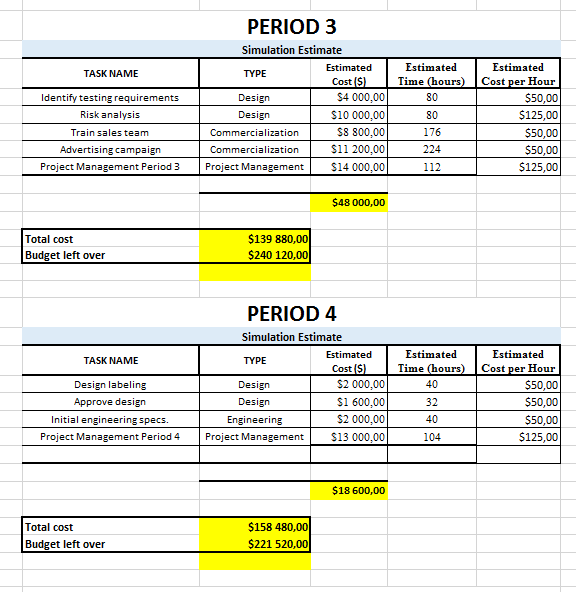 PERIOD 3
Simulation Estimate
TASK NAME TYPE Estimated Cost ($) Estimated Time (hours) Estimated Cost per Hour
Identify testing requirements Design $4 000,00 80 $50,00
Risk analysis Design $10 000,00 80 $125,00
Train sales team Commercialization $8 800,00 176 $50,00
Advertising campaign Commercialization $11 200,00 224 $50,00
Project Management Period 3 Project Management $14 000,00 112 $125,00
$48 000,00
Total cost $139 880,00
Budget left over $240 120,00
PERIOD 4
Simulation Estimate
TASK NAME TYPE Estimated Cost ($) Estimated Time (hours) Estimated Cost per Hour
Design labeling Design $2 000,00 40 $50,00
Approve design Design $1 600,00 32 $50,00
Initial engineering specs. Engineering $2 000,00 40 $50,00
Project Management Period 4 Project Management $13 000,00 104 $125,00
$18 600,00
Total cost $158 480,00
Budget left over $221 520,00